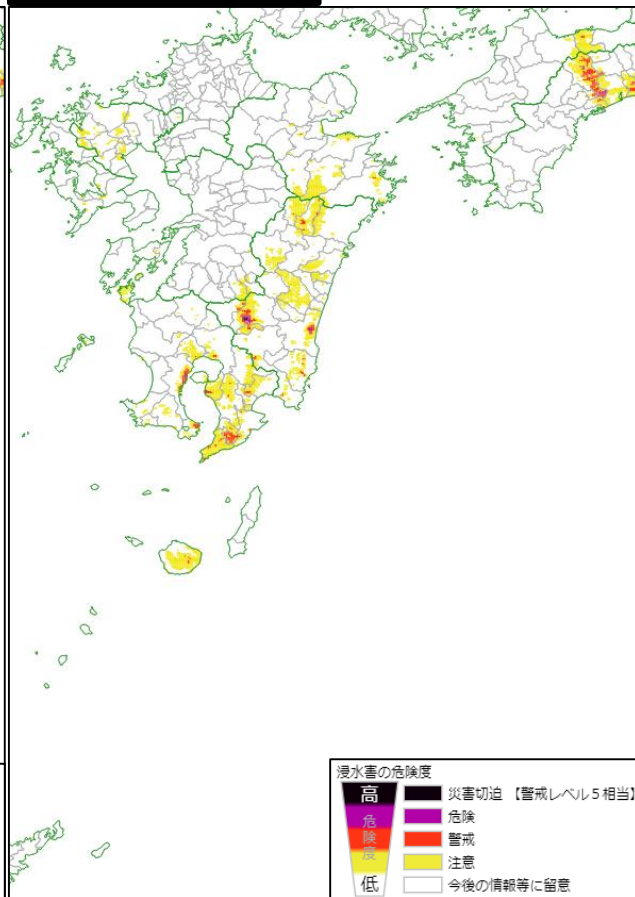 浸水害の危険度
高
危険度
低
災害切迫 【警戒レベル5相当】
危険
警戒
注意
今後の情報等に留意